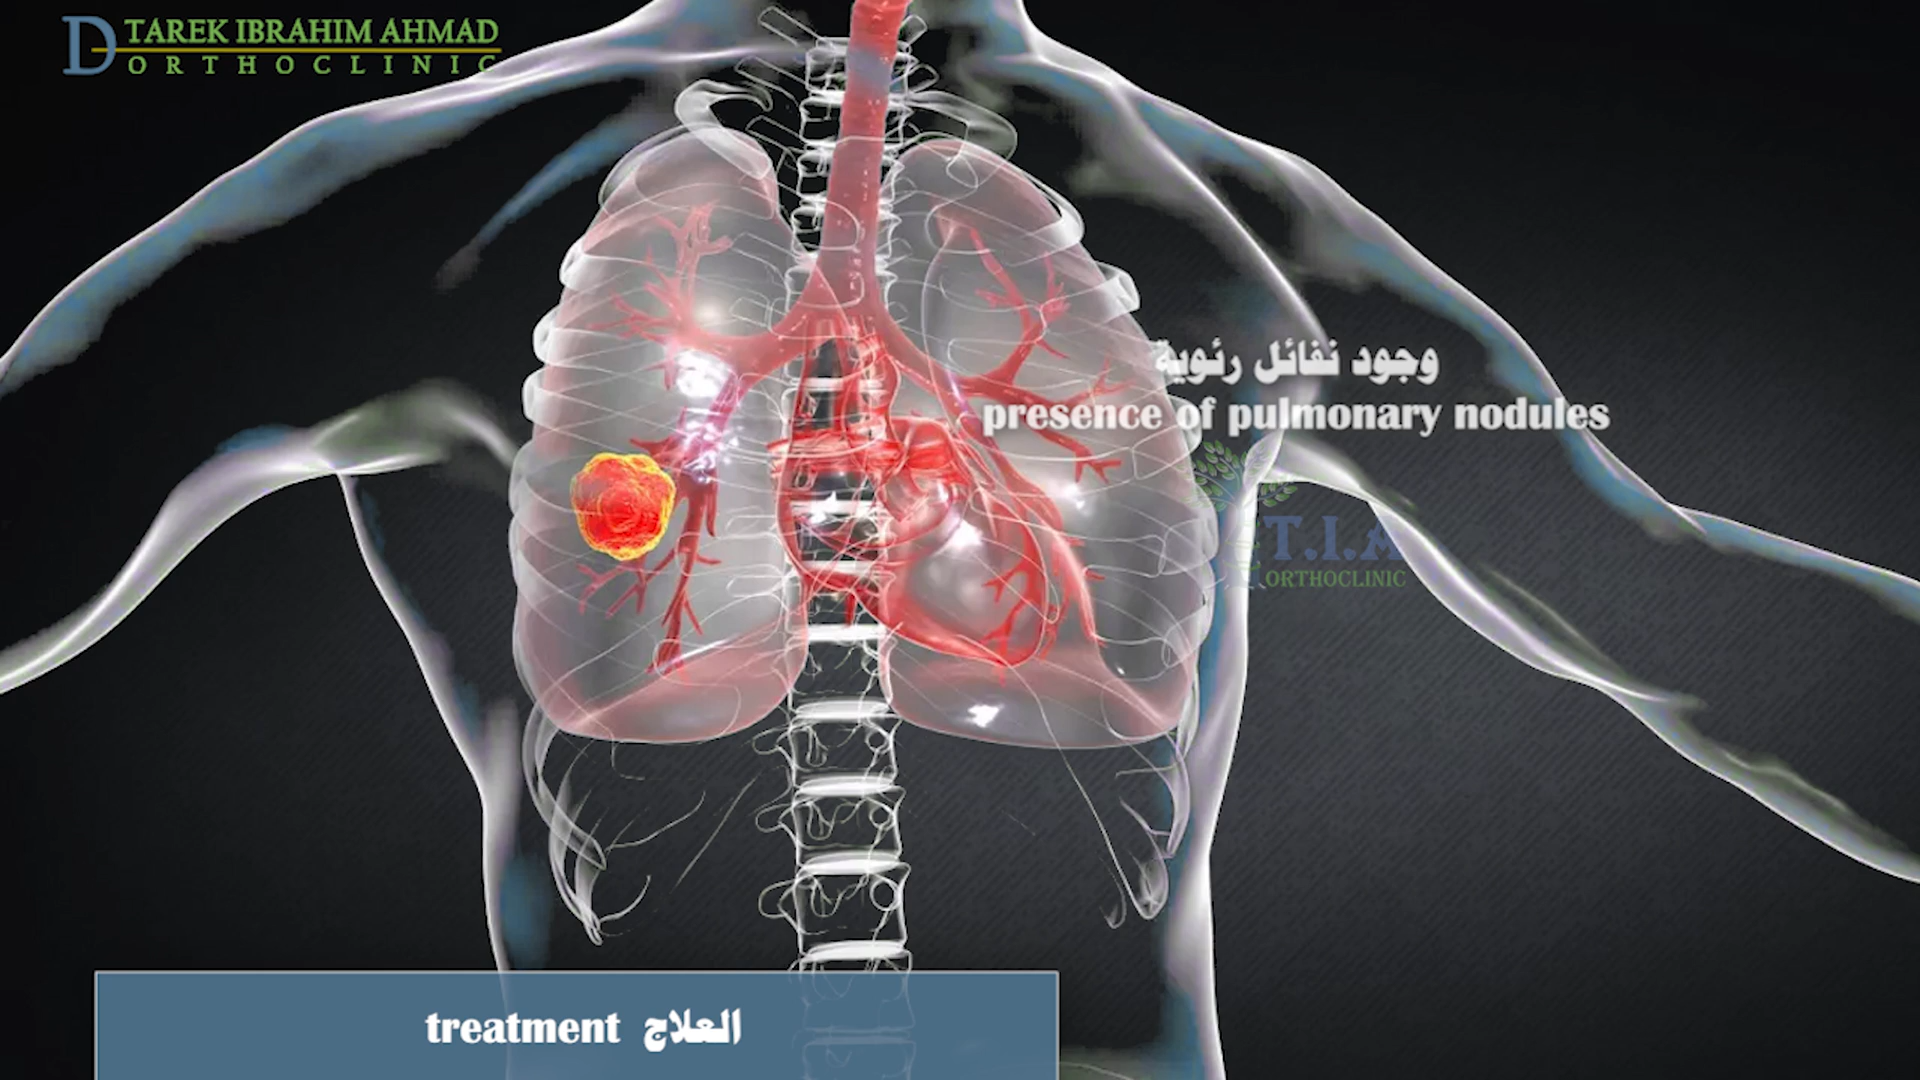 D TAREK IBRAHIM AHMAD
ORTHOCLINIC
وجود نفائل رئوية
presence of pulmonary nodules
T.I.A
ORTHOCLINIC
treatment العلاج